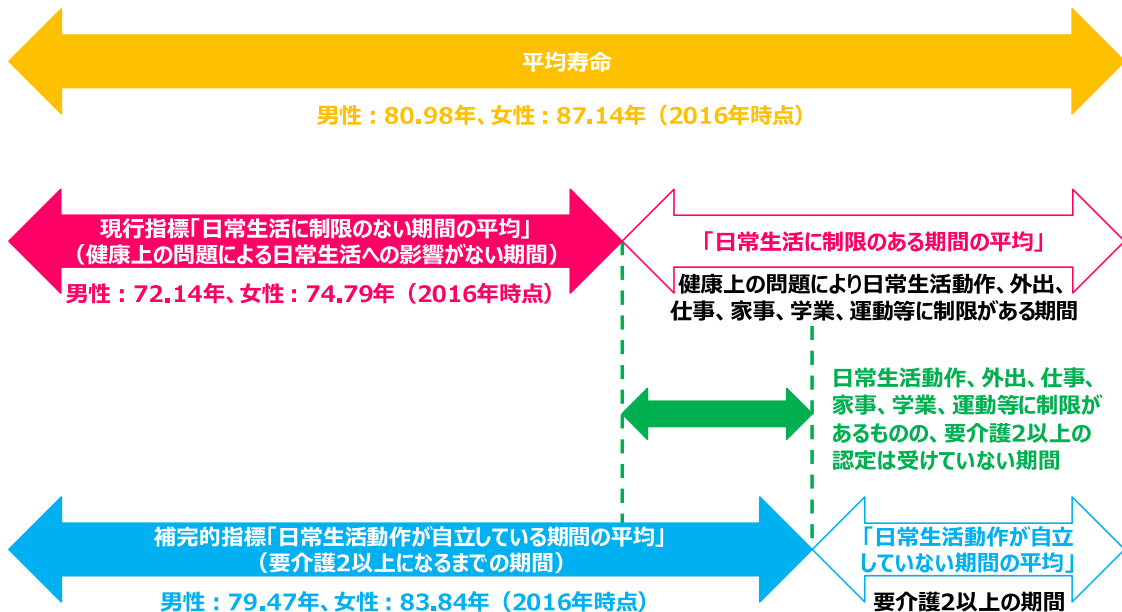 平均寿命
男性：80.98年、女性：87.14年（2016年時点）
現行指標「日常生活に制限のない期間の平均」
（健康上の問題による日常生活への影響がない期間）
男性：72.14年、女性：74.79年（2016年時点）
「日常生活に制限のある期間の平均」
健康上の問題により日常生活動作、外出、
仕事、家事、学業、運動等に制限がある期間
日常生活動作、外出、仕事、
家事、学業、運動等に制限が
あるものの、要介護2以上の
認定は受けていない期間
補完的指標「日常生活動作が自立している期間の平均」
（要介護2以上になるまでの期間）
男性：79.47年、女性：83.84年（2016年時点）
「日常生活動作が自立
していない期間の平均」
要介護2以上の期間